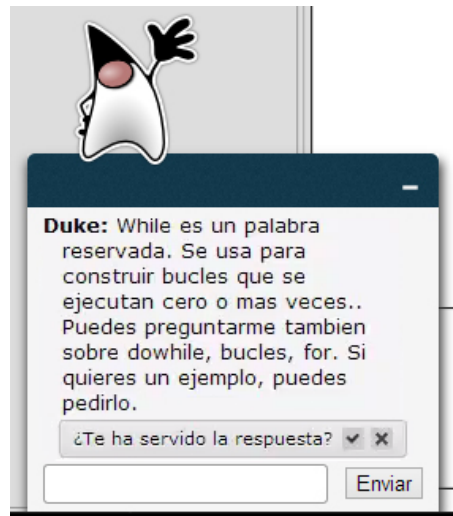 Duke: While es un palabra
reservada. Se usa para
construir bucles que se
ejecutan cero o mas veces..
Puedes preguntarme tambien
sobre dowhile, bucles, for. Si
quieres un ejemplo, puedes
pedirlo.
¿Te ha servido la respuesta?
Enviar